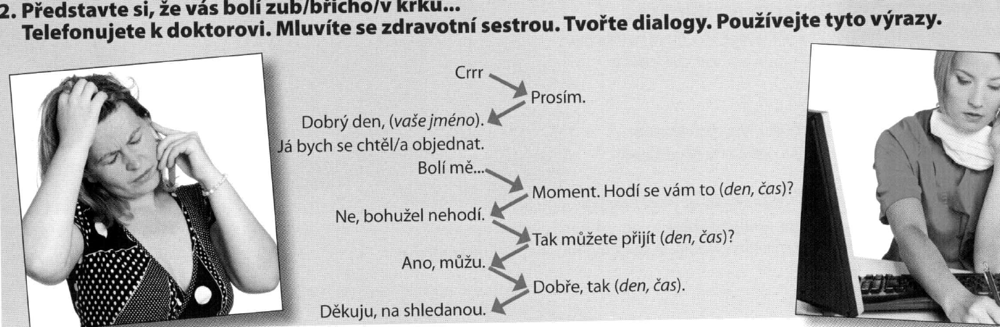 2. Představte si, že vás bolí zub/břicho/v krku...
Telefonujete k doktorovi. Mluvíte se zdravotní sestrou. Tvořte dialogy. Používejte tyto výrazy.
Crrr
Prosím.
Dobrý den, (vaše jméno).
Já bych se chtěl/a objednat.
Bolí mě...
Moment. Hodí se vám to (den, čas)?
Ne, bohužel nehodí.
Tak můžete přijít (den, čas)?
Ano, můžu.
Dobře, tak (den, čas).
Děkuju, na shledanou.